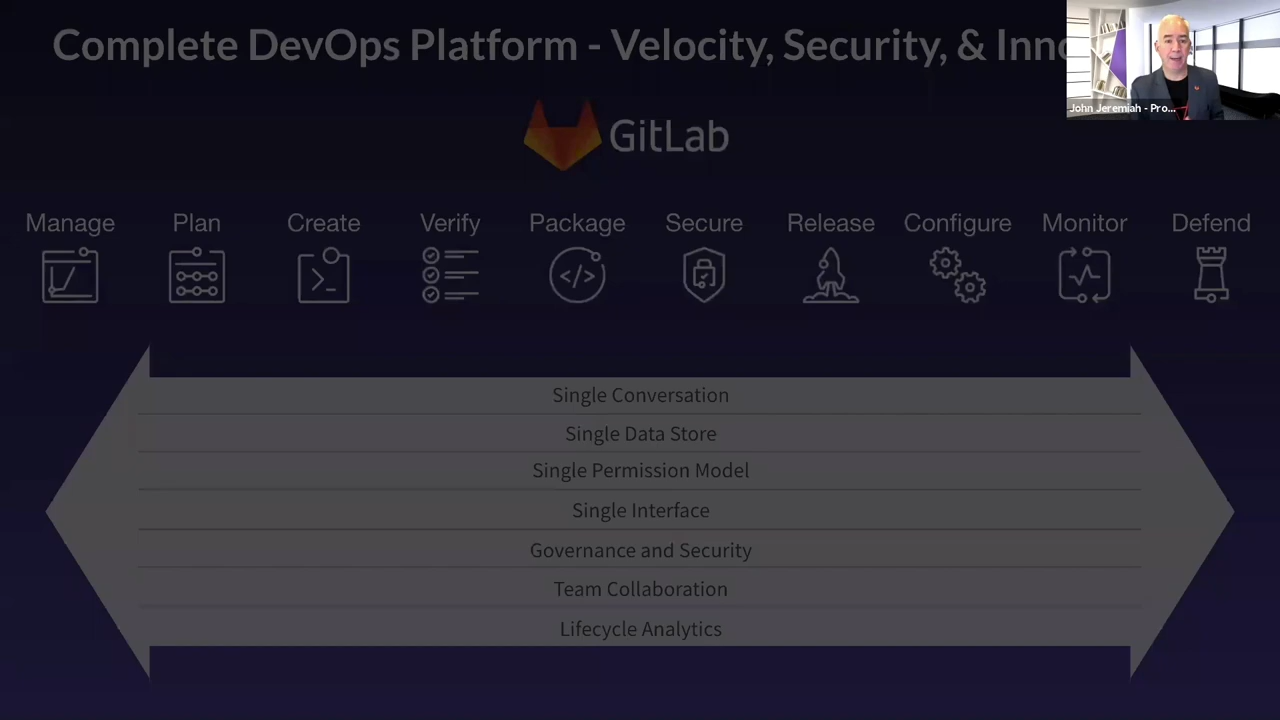 Complete DevOps Platform - Velocity, Security, & Inno
John Jeremiah - Pro...
GitLab
Manage
Plan
Create
Verify
Package
Secure
Release
Configure
Monitor
Defend
Single Conversation
Single Data Store
Single Permission Model
Single Interface
Governance and Security
Team Collaboration
Lifecycle Analytics